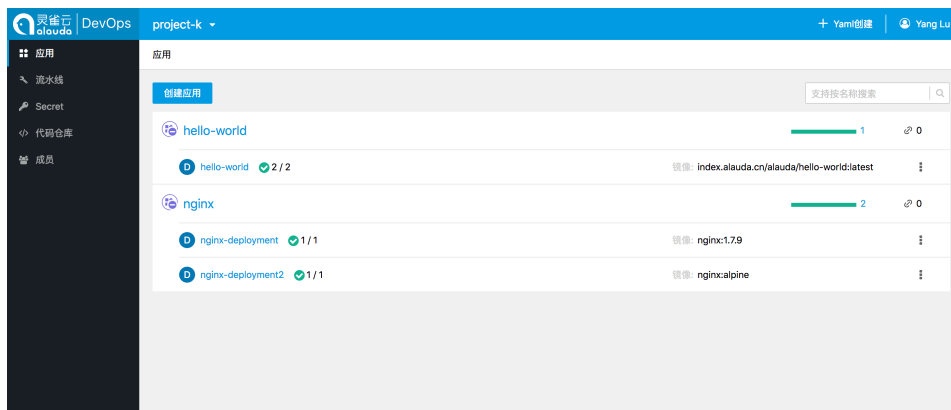 灵雀云 alauda DevOps project-k Yaml创建 Yang Lu
应用
流水线
Secret
代码仓库
成员
应用
创建应用 支持按名称搜索
hello-world 1 0
D hello-world 2 / 2 镜像: index.alauda.cn/alauda/hello-world:latest
nginx 2 0
D nginx-deployment 1 / 1 镜像: nginx:1.7.9
D nginx-deployment2 1 / 1 镜像: nginx:alpine